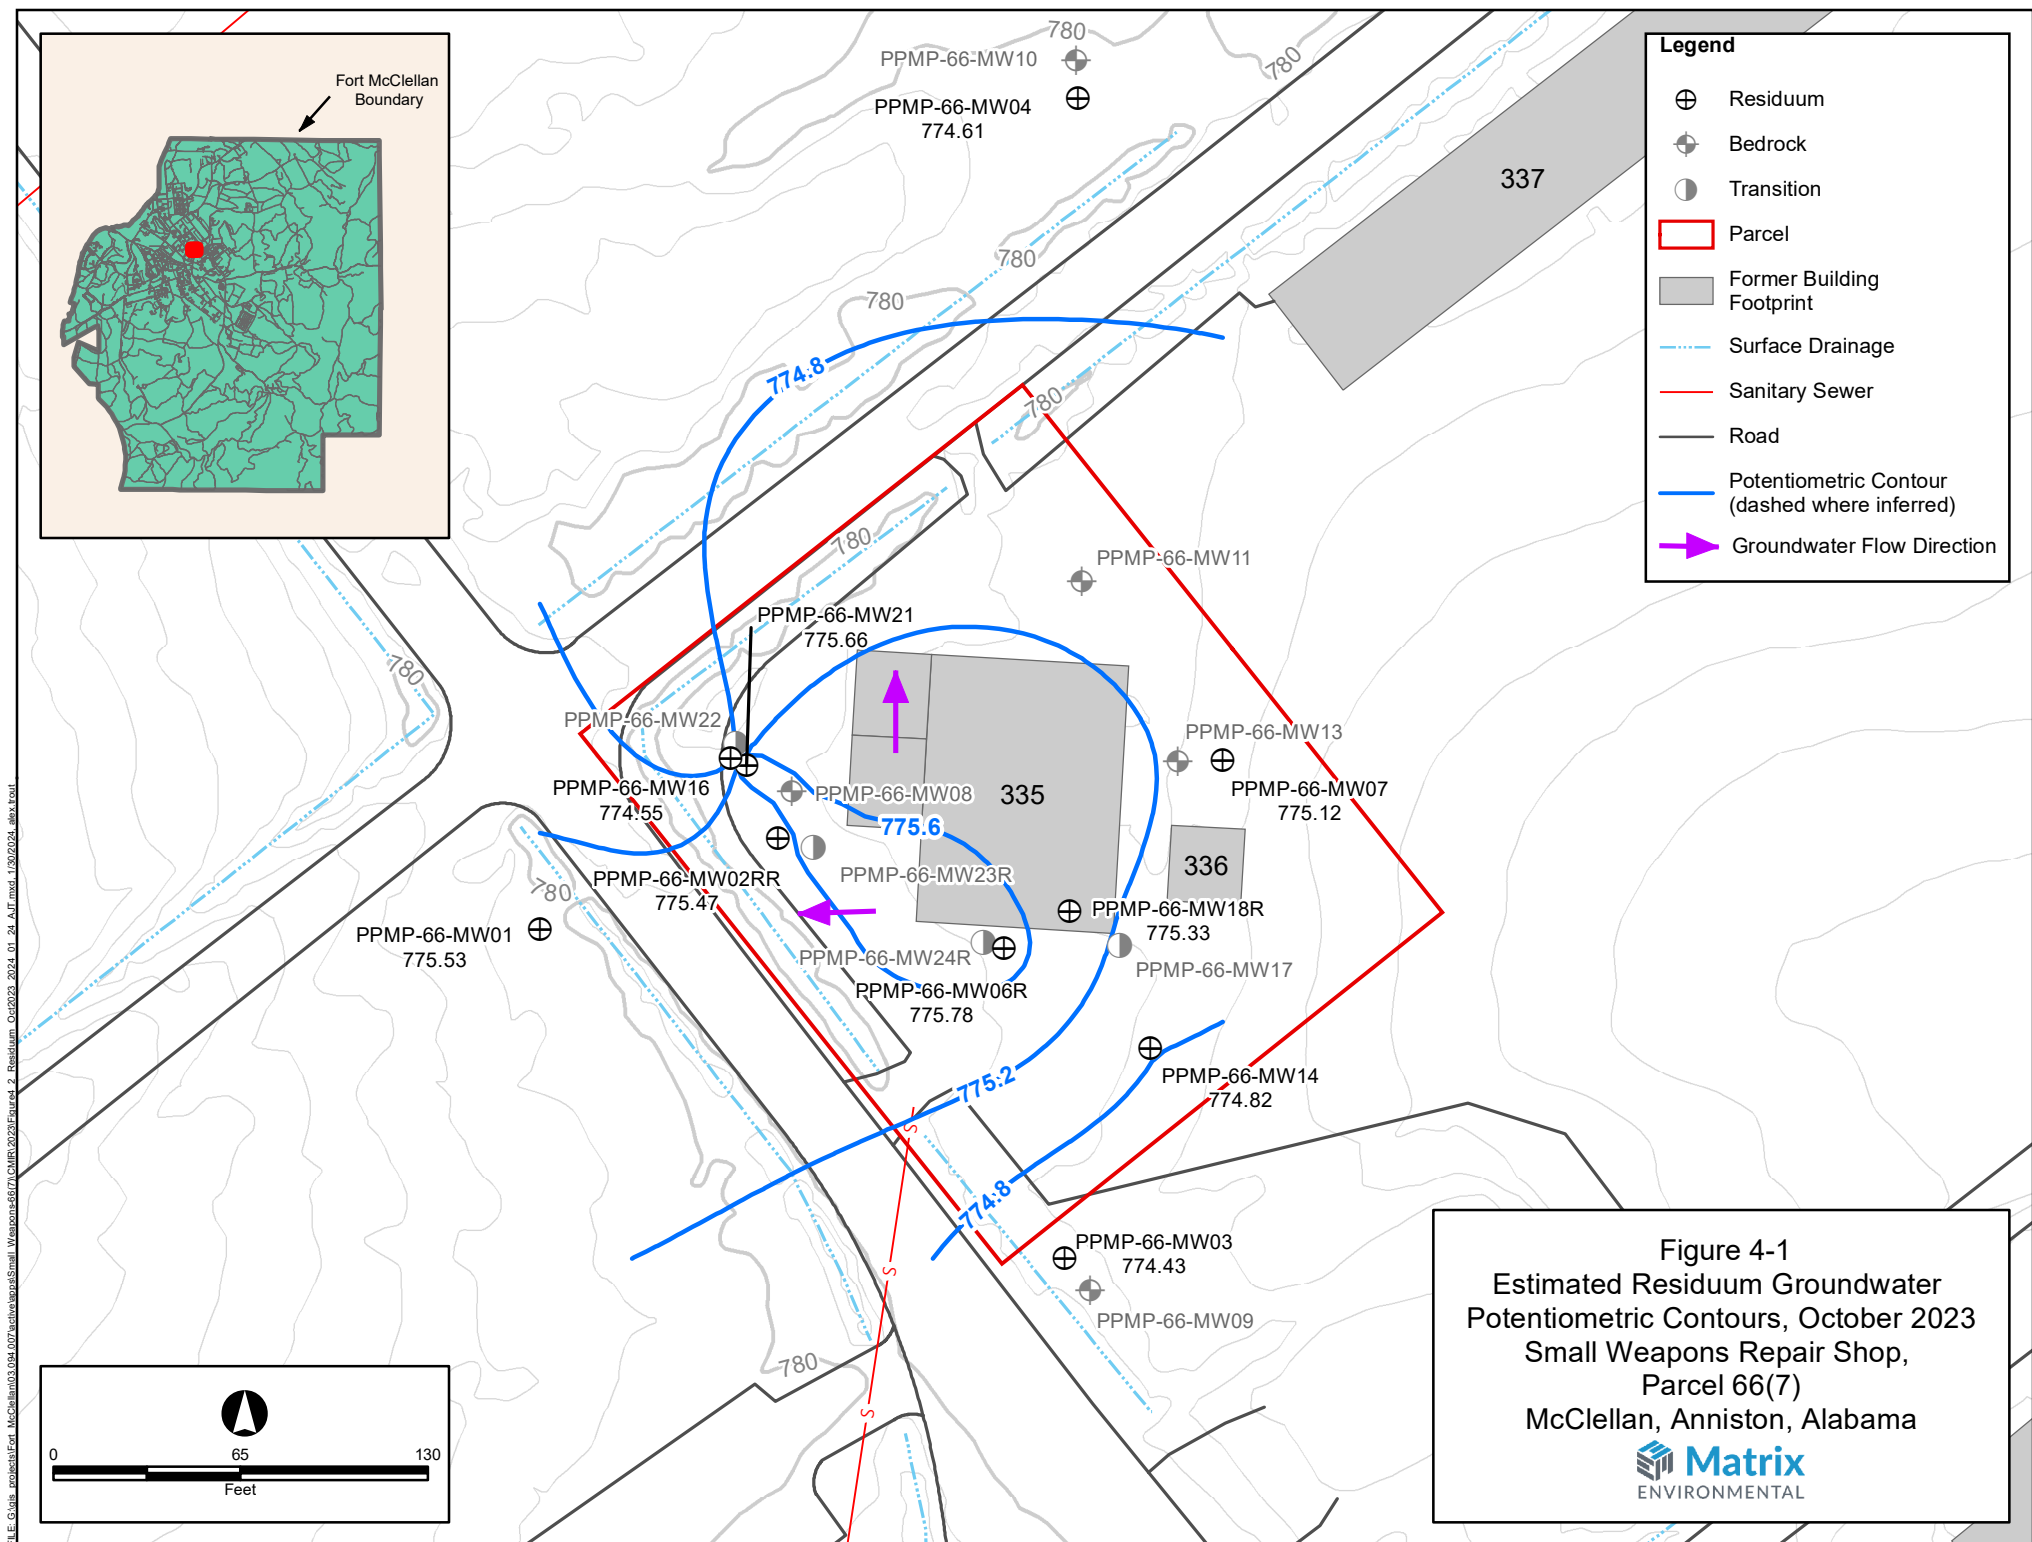 Fort McClellan
Boundary
780
PPMP-66-MW10
PPMP-66-MW04
774.61
780
780
780
337
Legend
Residuum
Bedrock
Transition
Parcel
Former Building
Footprint
Surface Drainage
Sanitary Sewer
Road
Potentiometric Contour
(dashed where inferred)
Groundwater Flow Direction
774.8
780
780
PPMP-66-MW11
PPMP-66-MW21
775.66
780
PPMP-66-MW22
PPMP-66-MW13
PPMP-66-MW16
774.55
PPMP-66-MW08
335
PPMP-66-MW07
775.12
775.6
336
PPMP-66-MW02RR
775.47
PPMP-66-MW23R
780
PPMP-66-MW01
775.53
PPMP-66-MW18R
775.33
PPMP-66-MW24R
PPMP-66-MW17
PPMP-66-MW06R
775.78
775.2
PPMP-66-MW14
774.82
S
774.8
PPMP-66-MW03
774.43
S
PPMP-66-MW09
780
S
0 65 130
Feet
Figure 4-1
Estimated Residuum Groundwater
Potentiometric Contours, October 2023
Small Weapons Repair Shop,
Parcel 66(7)
McClellan, Anniston, Alabama
Matrix
ENVIRONMENTAL